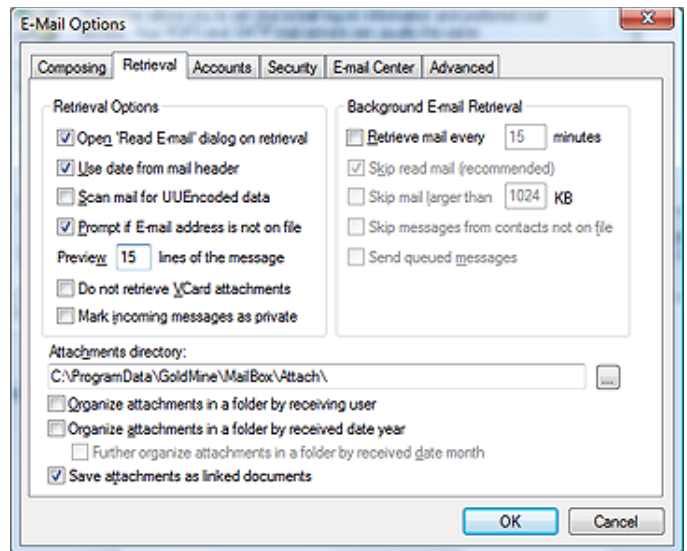 E-Mail Options
Composing Retrieval Accounts Security E-mail Center Advanced
Retrieval Options
Open 'Read E-mail' dialog on retrieval
Use date from mail header
Scan mail for UUEncoded data
Prompt if E-mail address is not on file
Preview 15 lines of the message
Do not retrieve VCard attachments
Mark incoming messages as private
Background E-mail Retrieval
Retrieve mail every 15 minutes
Skip read mail (recommended)
Skip mail larger than 1024 KB
Skip messages from contacts not on file
Send queued messages
Attachments directory:
C:\ProgramData\GoldMine\MailBox\Attach\
...
Organize attachments in a folder by receiving user
Organize attachments in a folder by received date year
Further organize attachments in a folder by received date month
Save attachments as linked documents
OK Cancel